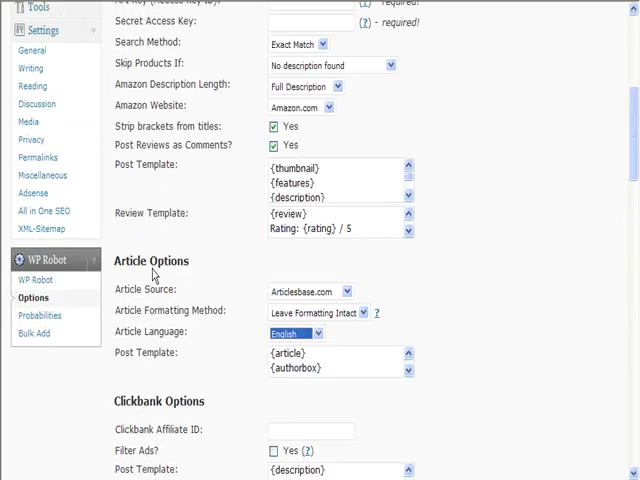 Tools
Settings
General
Writing
Reading
Discussion
Media
Privacy
Permalinks
Miscellaneous
Adsense
All in One SEO
XML-Sitemap
WP Robot
WP Robot
Options
Probabilities
Bulk Add
Secret Access Key: (?) - required!
Search Method: Exact Match
Skip Products If: No description found
Amazon Description Length: Full Description
Amazon Website: Amazon.com
Strip brackets from titles: Yes
Post Reviews as Comments? Yes
Post Template: {thumbnail}
{features}
{description}
Review Template: {review}
Rating: {rating} / 5
Article Options
Article Source: Articlesbase.com
Article Formatting Method: Leave Formatting Intact ?
Article Language: English
Post Template: {article}
{authorbox}
Clickbank Options
Clickbank Affiliate ID:
Filter Ads? Yes (?)
Post Template: {description}